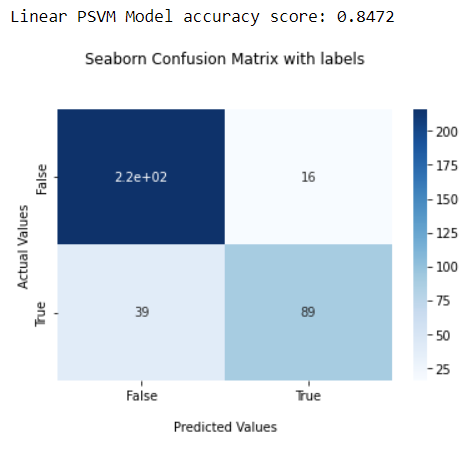 Linear PSVM Model accuracy score: 0.8472
Seaborn Confusion Matrix with labels
False
2.2e+02
16
Actual Values
True
39
89
False
True
Predicted Values
200
175
150
125
100
75
50
25